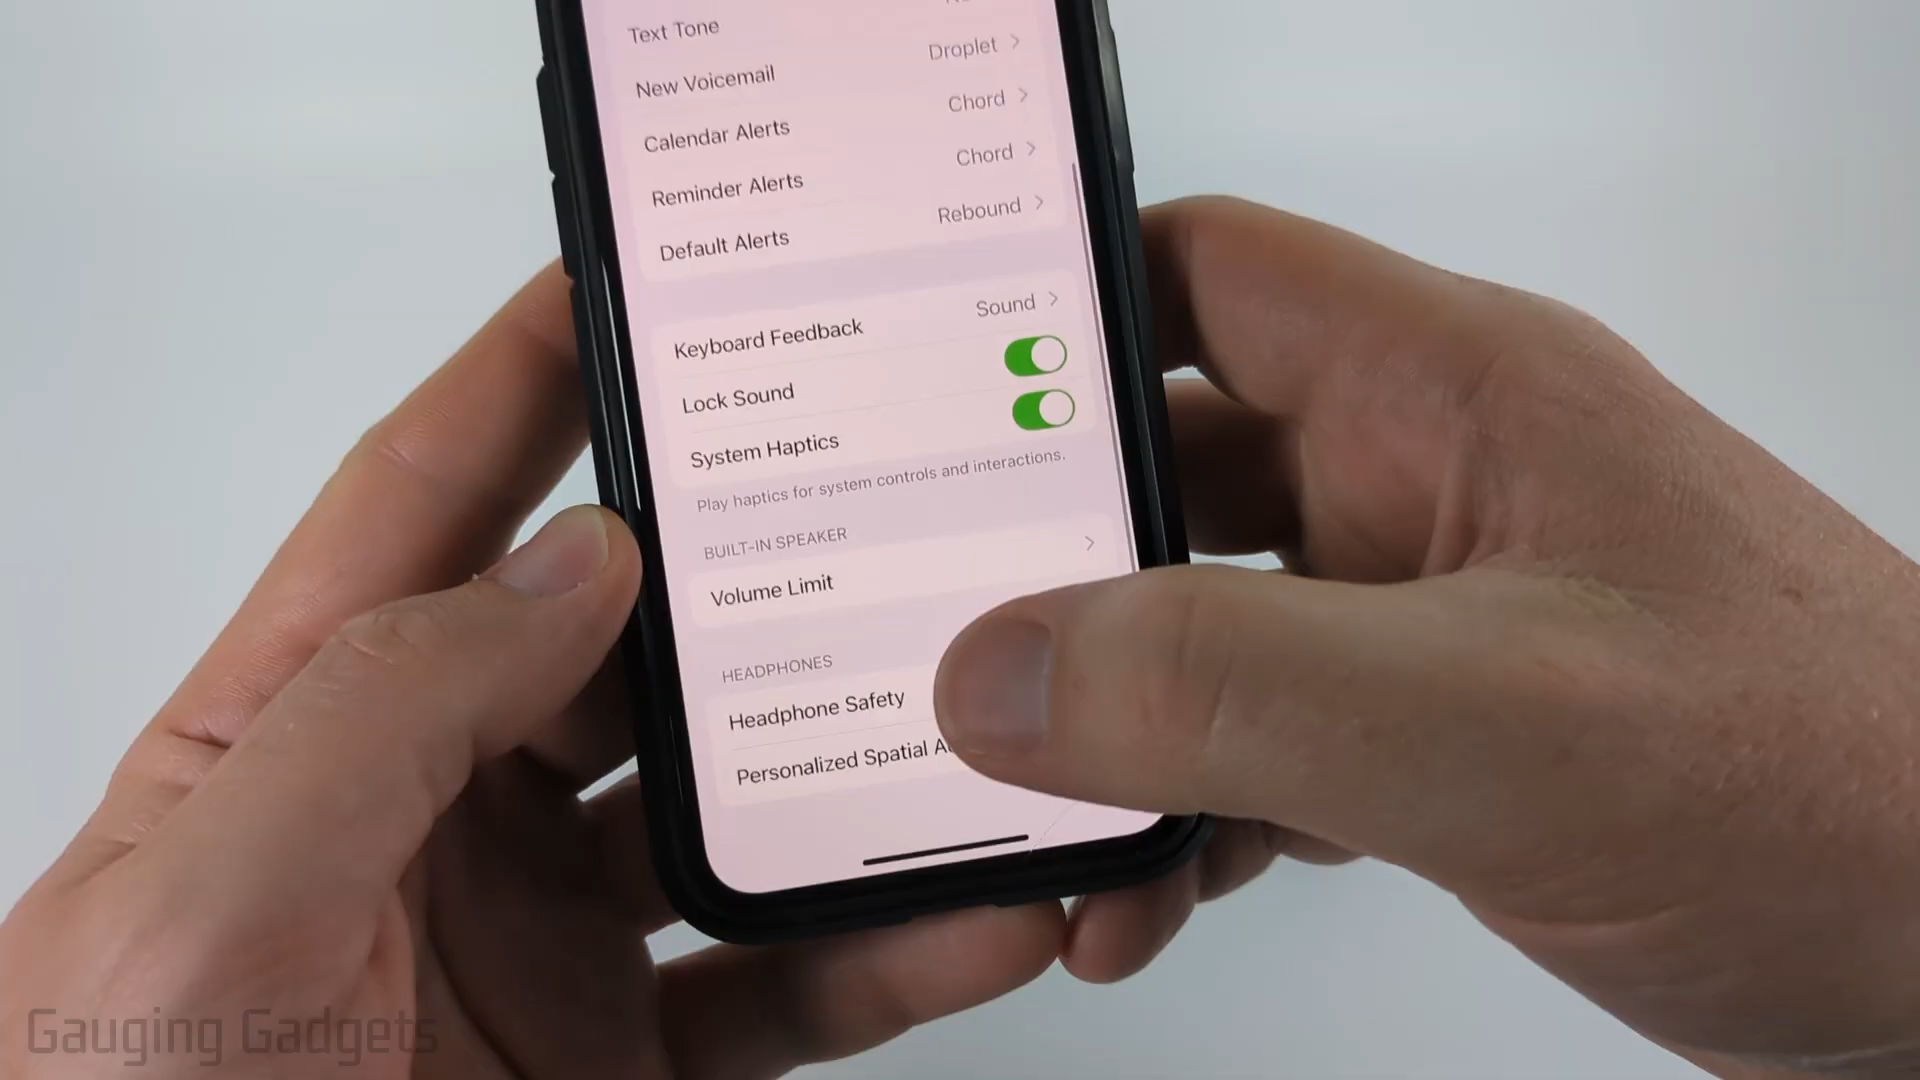 Text Tone
New Voicemail Droplet
Calendar Alerts Chord
Reminder Alerts Chord
Default Alerts Rebound
Keyboard Feedback Sound
Lock Sound
System Haptics
Play haptics for system controls and interactions.
BUILT-IN SPEAKER
Volume Limit
HEADPHONES
Headphone Safety
Personalized Spatial
Gauging Gadgets